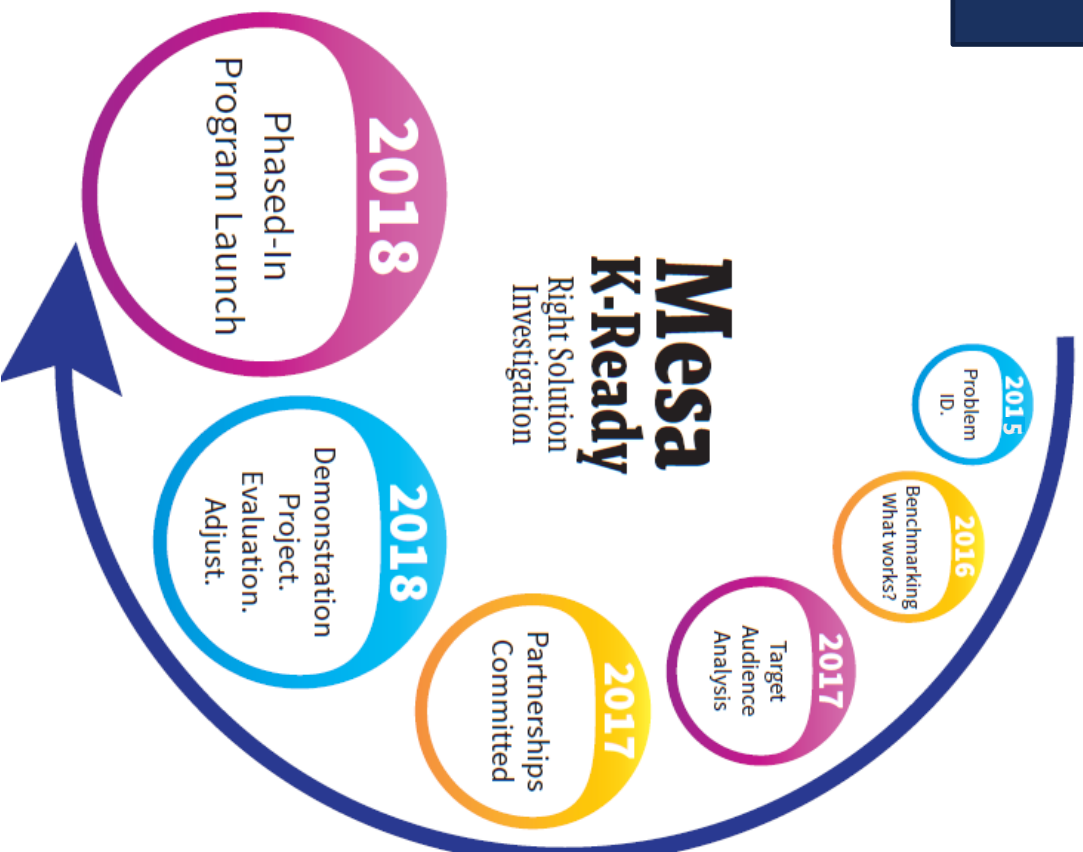 Mesa
K-Ready
Right Solution
Investigation
2015
Problem
ID.
2016
Benchmarking
What works?
2017
Target
Audience
Analysis
2017
Partnerships
Committed
2018
Demonstration
Project.
Evaluation.
Adjust.
2018
Phased-In
Program Launch